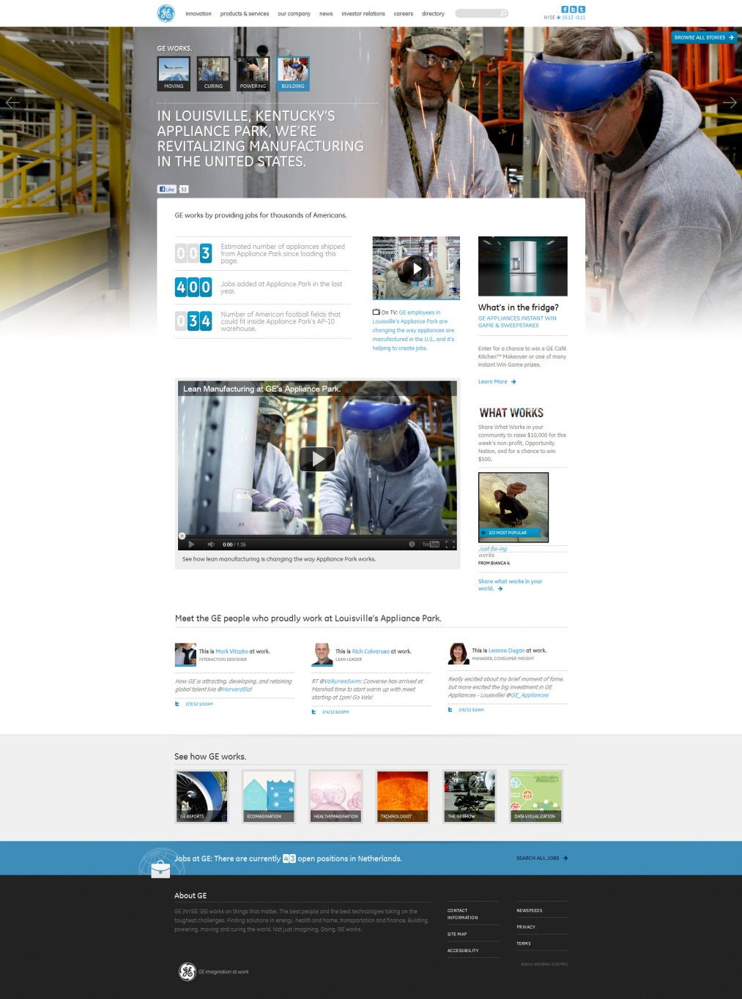 innovation products & services our company news investor relations careers directory
NYSE 19.13 -0.11
BROWSE ALL STORIES
GE WORKS.
MOVING CURING POWERING BUILDING
IN LOUISVILLE, KENTUCKY'S
APPLIANCE PARK, WE'RE
REVITALIZING MANUFACTURING
IN THE UNITED STATES.
Like 53
GE works by providing jobs for thousands of Americans.
003
Estimated number of appliances shipped
from Appliance Park since loading this
page.
400
Jobs added at Appliance Park in the last
year.
034
Number of American football fields that
could fit inside Appliance Park's AP-10
warehouse.
On TV: GE employees in
Louisville's Appliance Park are
changing the way appliances are
manufactured in the U.S., and it's
helping to create jobs.
What's in the fridge?
GE APPLIANCES INSTANT WIN
GAME & SWEEPSTAKES
Enter for a chance to win a GE Café
Kitchen™ Makeover or one of many
Instant Win Game prizes.
Learn More
Lean Manufacturing at GE's Appliance Park.
0:00 / 1:36
YouTube
See how lean manufacturing is changing the way Appliance Park works.
WHAT WORKS
Share What Works in your
community to raise $10,000 for this
week's non-profit, Opportunity
Nation, and for a chance to win
$500.
2/2 MOST POPULAR
Just Be-ing
works.
FROM BIANCA V.
Share what works in your
world.
Meet the GE people who proudly work at Louisville's Appliance Park.
This is Mark Vitazko at work.
INTERACTION DESIGNER
How GE is attracting, developing, and retaining
global talent (via @HarvardBiz)
2/9/12 1:52AM
This is Rich Calvaruso at work.
LEAN LEADER
RT @ValkyriesSwim: Converse has arrived at
Marshall time to start warm up with meet
starting at 1pm! Go Vals!
2/4/12 6:53PM
This is Leanne Dugan at work.
MANAGER, CONSUMER INSIGHT
Really excited about my brief moment of fame,
but more excited the big investment in GE
Appliances - Louisville! @GE_Appliances
2/6/12 3:2AM
See how GE works.
GE REPORTS ECOMAGINATION HEALTHYMAGINATION TXCHNOLOGIST THE GE SHOW DATA VISUALIZATION
Jobs at GE: There are currently 43 open positions in Netherlands.
SEARCH ALL JOBS
About GE
GE (NYSE: GE) works on things that matter. The best people and the best technologies taking on the
toughest challenges. Finding solutions in energy, health and home, transportation and finance. Building,
powering, moving and curing the world. Not just imagining. Doing. GE works.
CONTACT
INFORMATION
SITE MAP
ACCESSIBILITY
NEWSFEEDS
PRIVACY
TERMS
©2012 GENERAL ELECTRIC
GE imagination at work